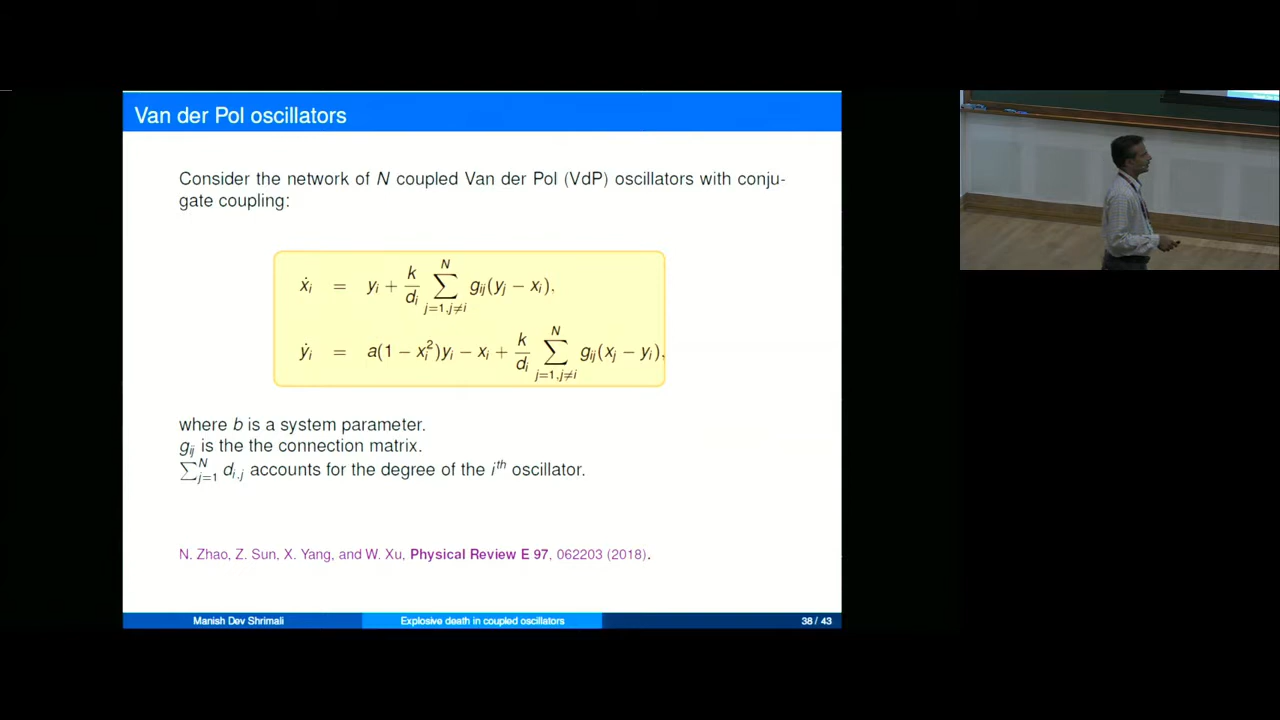 Van der Pol oscillators
Consider the network of N coupled Van der Pol (VdP) oscillators with conju-
gate coupling:
ẋᵢ = yᵢ + k/dᵢ ∑_{j=1,j≠i}^{N} gᵢⱼ(yⱼ − xᵢ),
ẏᵢ = a(1 − xᵢ²)yᵢ − xᵢ + k/dᵢ ∑_{j=1,j≠i}^{N} gᵢⱼ(xⱼ − yᵢ),
where b is a system parameter.
gᵢⱼ is the the connection matrix.
∑_{j=1}^{N} d_{i,j} accounts for the degree of the i^{th} oscillator.
N. Zhao, Z. Sun, X. Yang, and W. Xu, Physical Review E 97, 062203 (2018).
Manish Dev Shrimali Explosive death in coupled oscillators 38 / 43